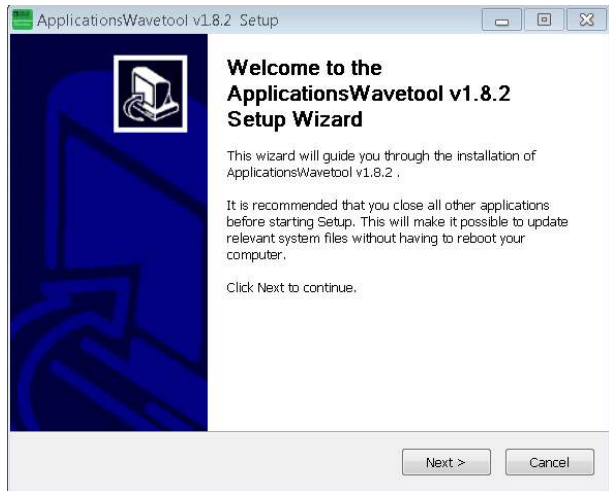 ApplicationsWavetool v1.8.2 Setup
Welcome to the
ApplicationsWavetool v1.8.2
Setup Wizard
This wizard will guide you through the installation of
ApplicationsWavetool v1.8.2 .
It is recommended that you close all other applications
before starting Setup. This will make it possible to update
relevant system files without having to reboot your
computer.
Click Next to continue.
Next >
Cancel